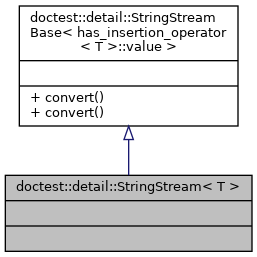 doctest::detail::StringStream
Base< has_insertion_operator
< T >::value >
+ convert()
+ convert()
doctest::detail::StringStream< T >